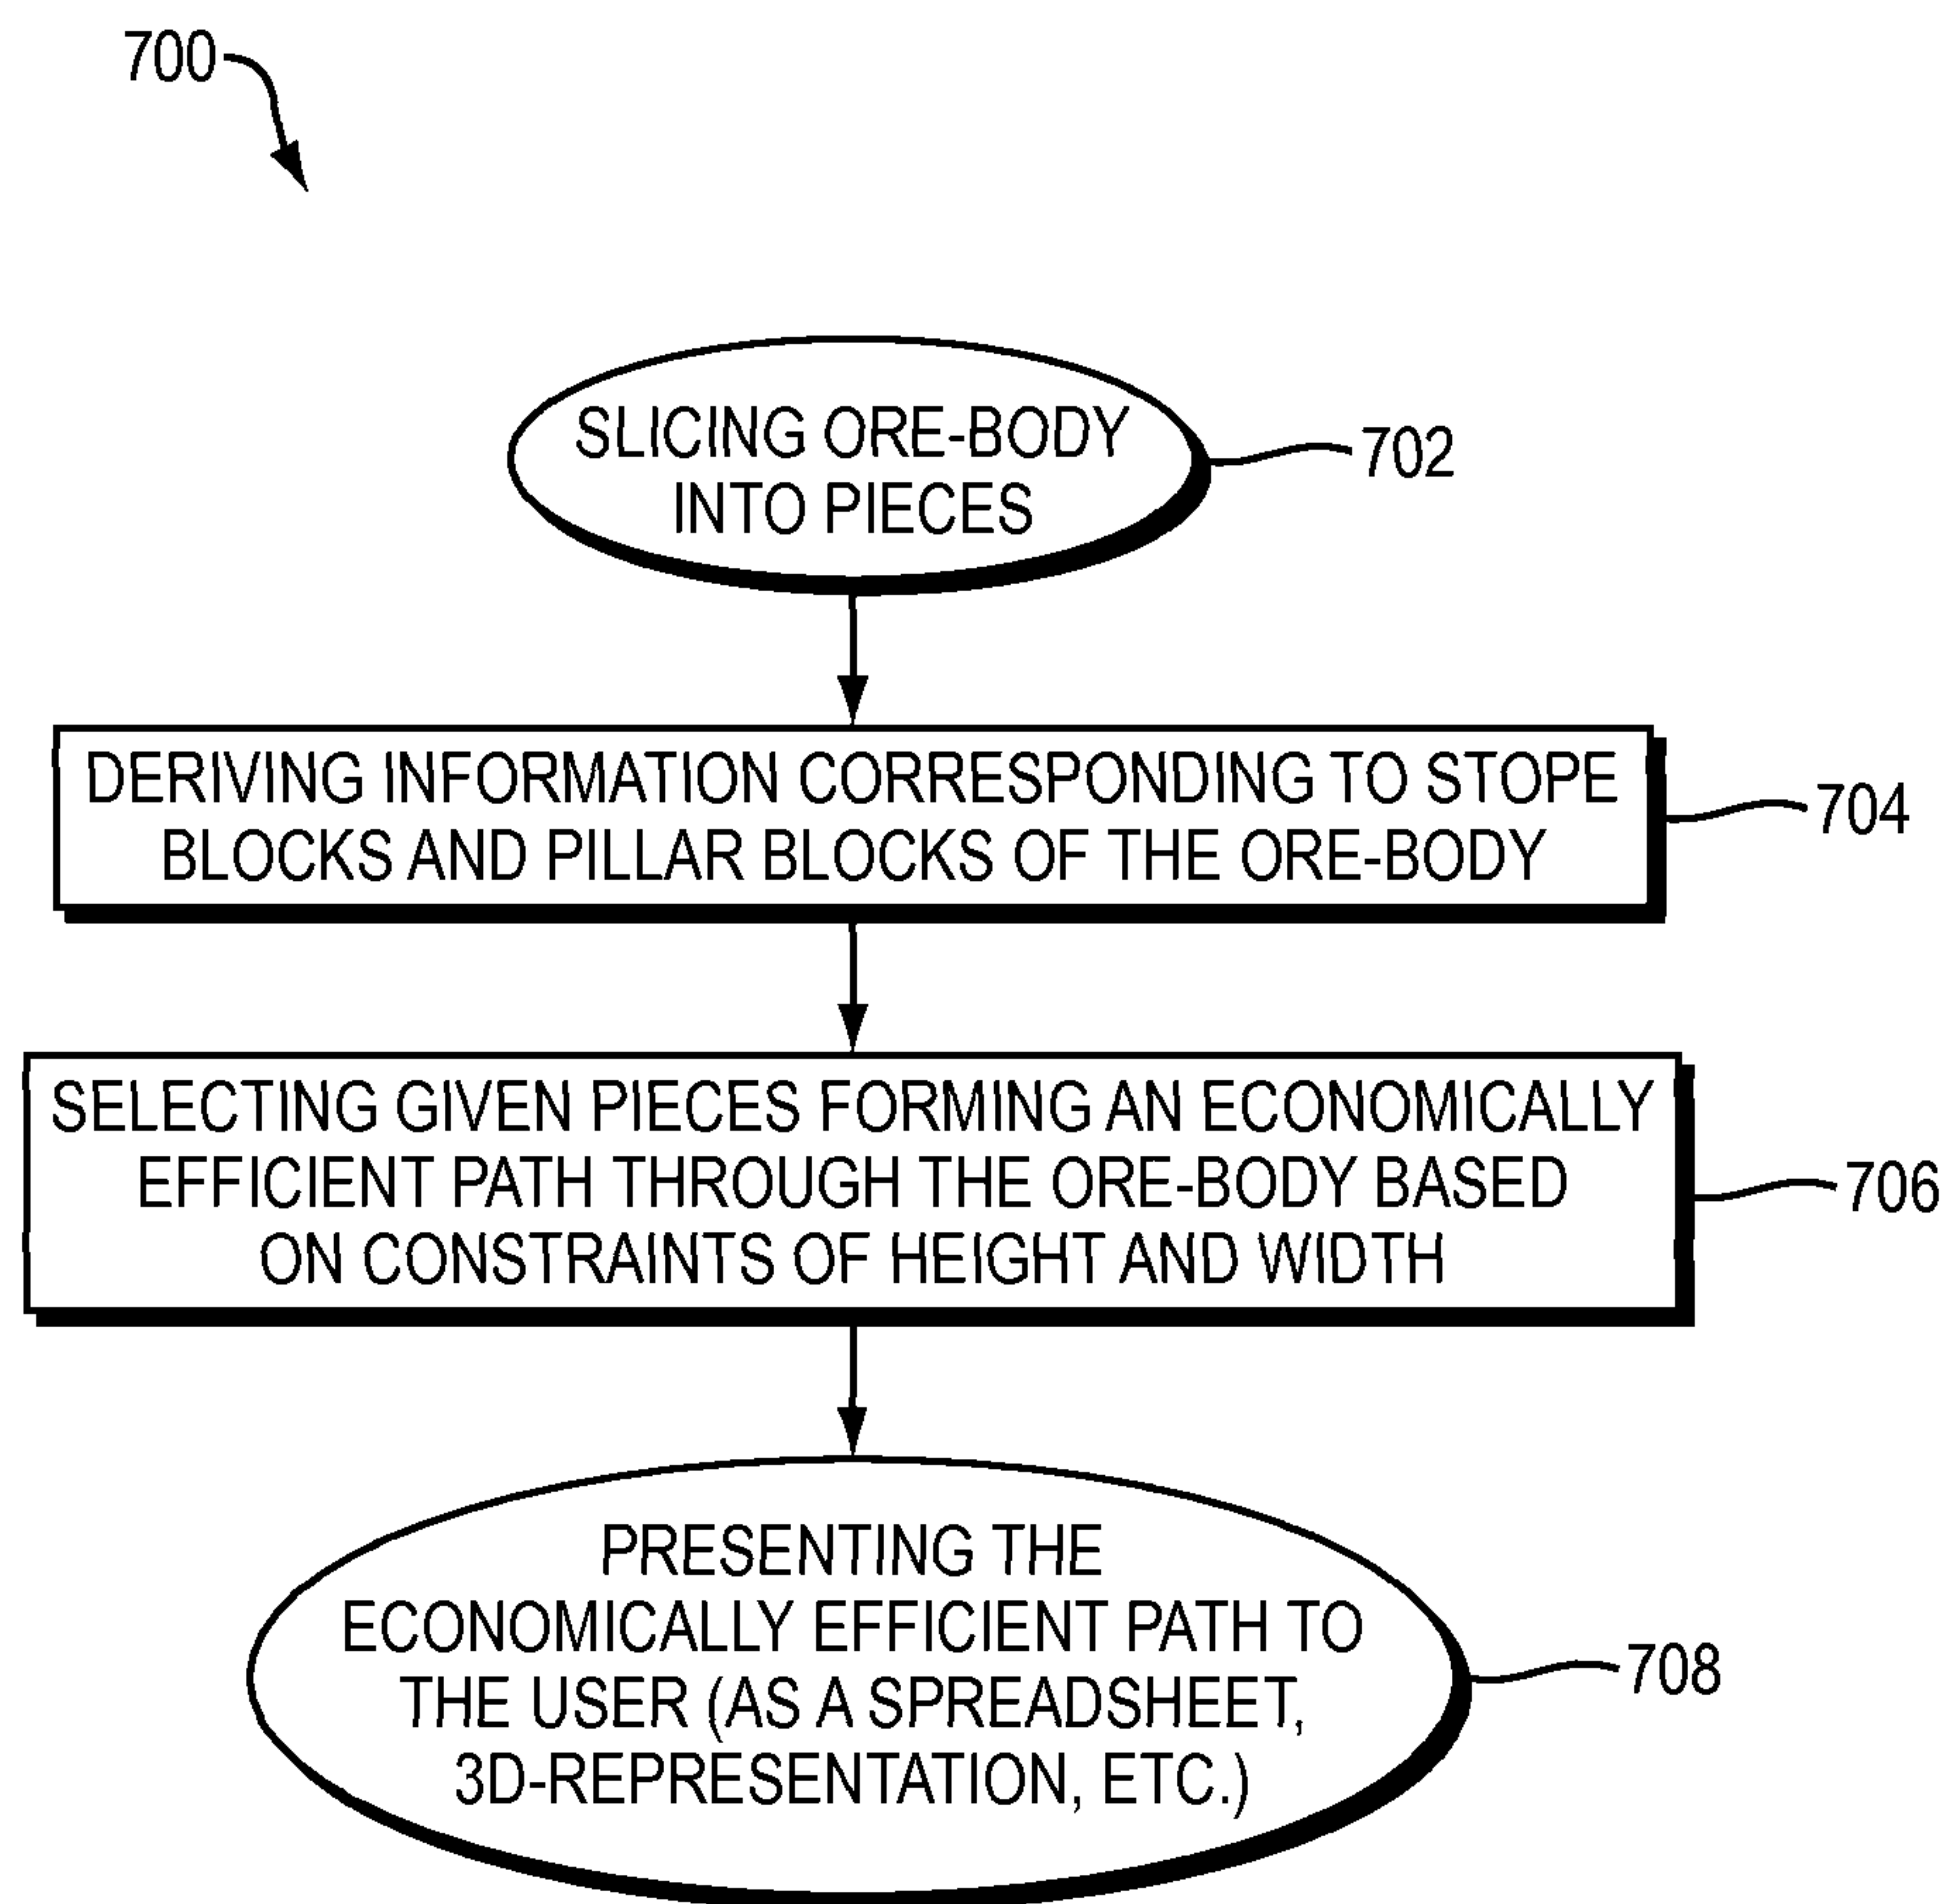 700
SLICING ORE-BODY
INTO PIECES
702
DERIVING INFORMATION CORRESPONDING TO STOPE
BLOCKS AND PILLAR BLOCKS OF THE ORE-BODY
704
SELECTING GIVEN PIECES FORMING AN ECONOMICALLY
EFFICIENT PATH THROUGH THE ORE-BODY BASED
ON CONSTRAINTS OF HEIGHT AND WIDTH
706
PRESENTING THE
ECONOMICALLY EFFICIENT PATH TO
THE USER (AS A SPREADSHEET,
3D-REPRESENTATION, ETC.)
708